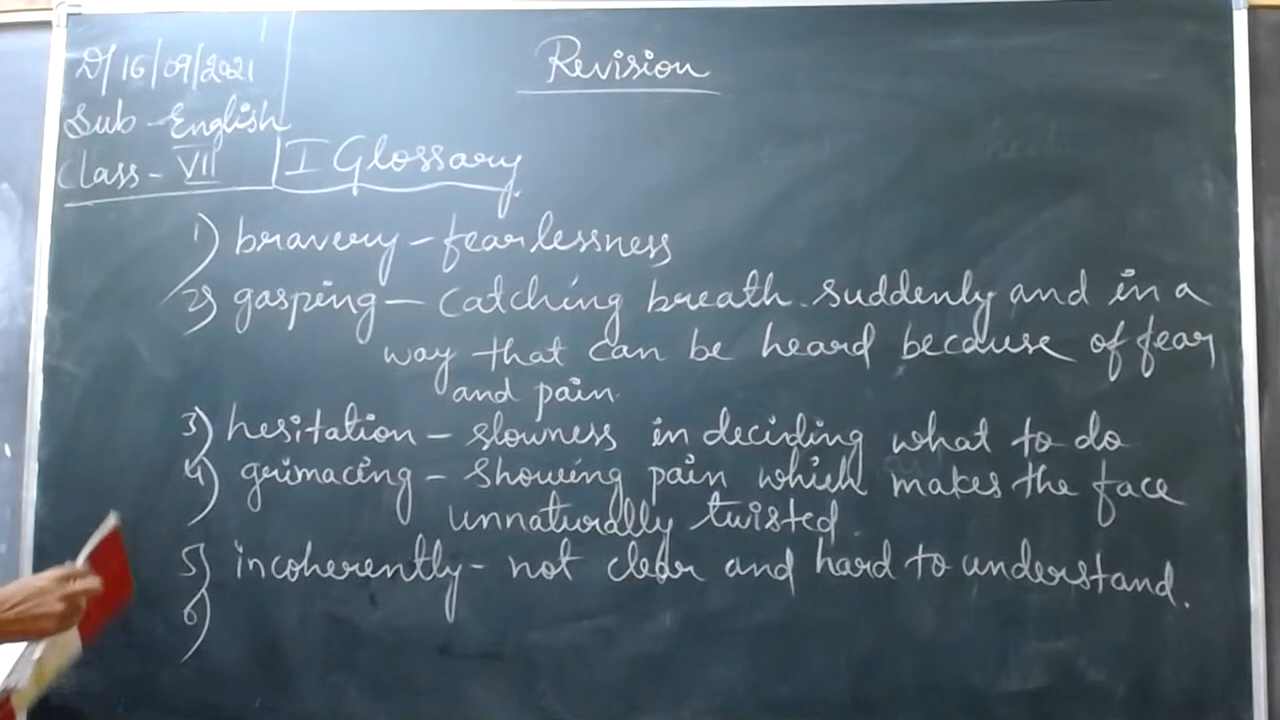 D/16/09/2021
Revision
Sub - English
Class - VII
I Glossary
1) bravery - fearlessness
2) gasping - catching breath suddenly and in a
way that can be heard because of fear
and pain
3) hesitation - slowness in deciding what to do
4) grimacing - showing pain which makes the face
unnaturally twisted
5) incoherently - not clear and hard to understand.
6)